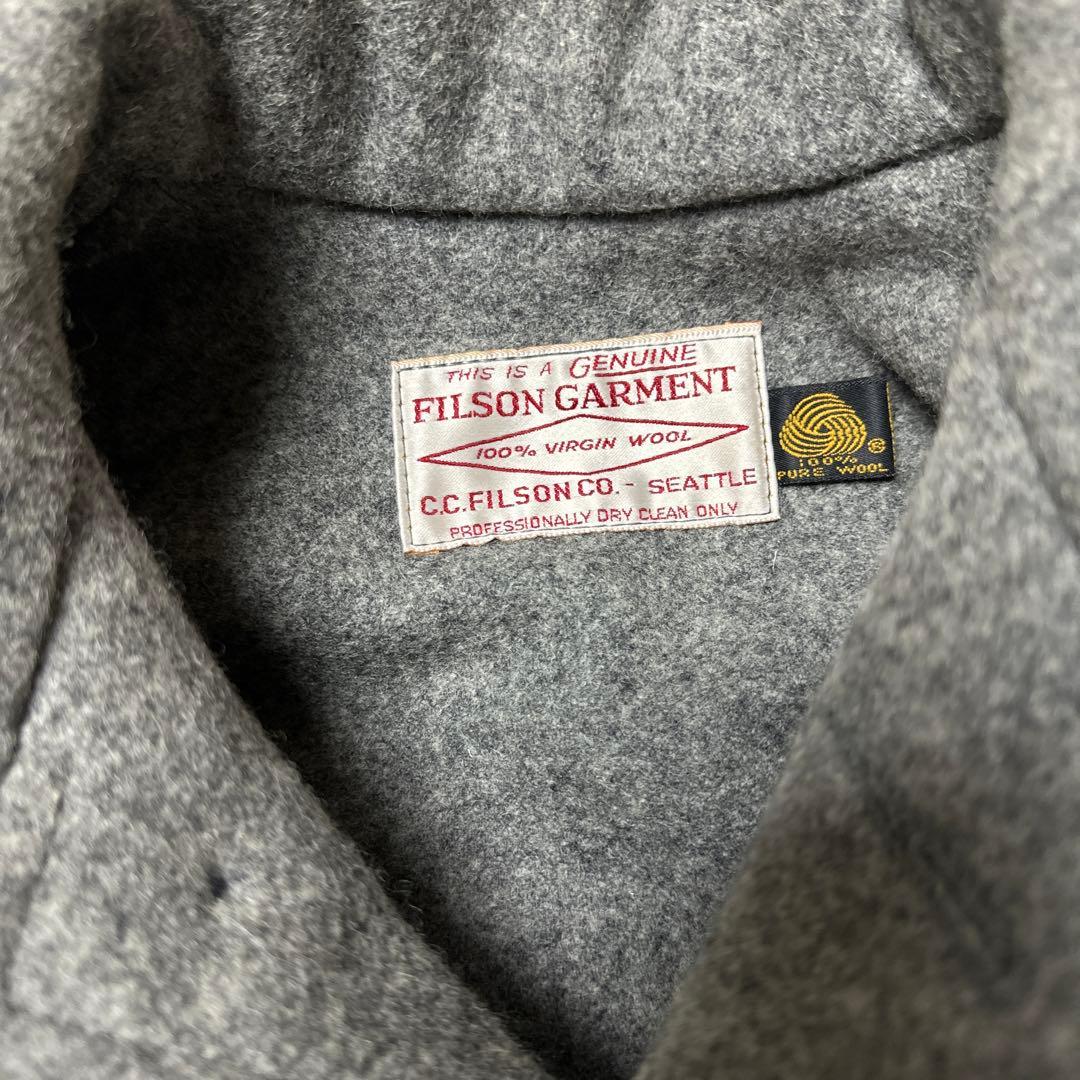 THIS IS A GENUINE
FILSON GARMENT
100% VIRGIN WOOL
C.C.FILSON CO. - SEATTLE
PROFESSIONALLY DRY CLEAN ONLY
®
100%
PURE WOOL